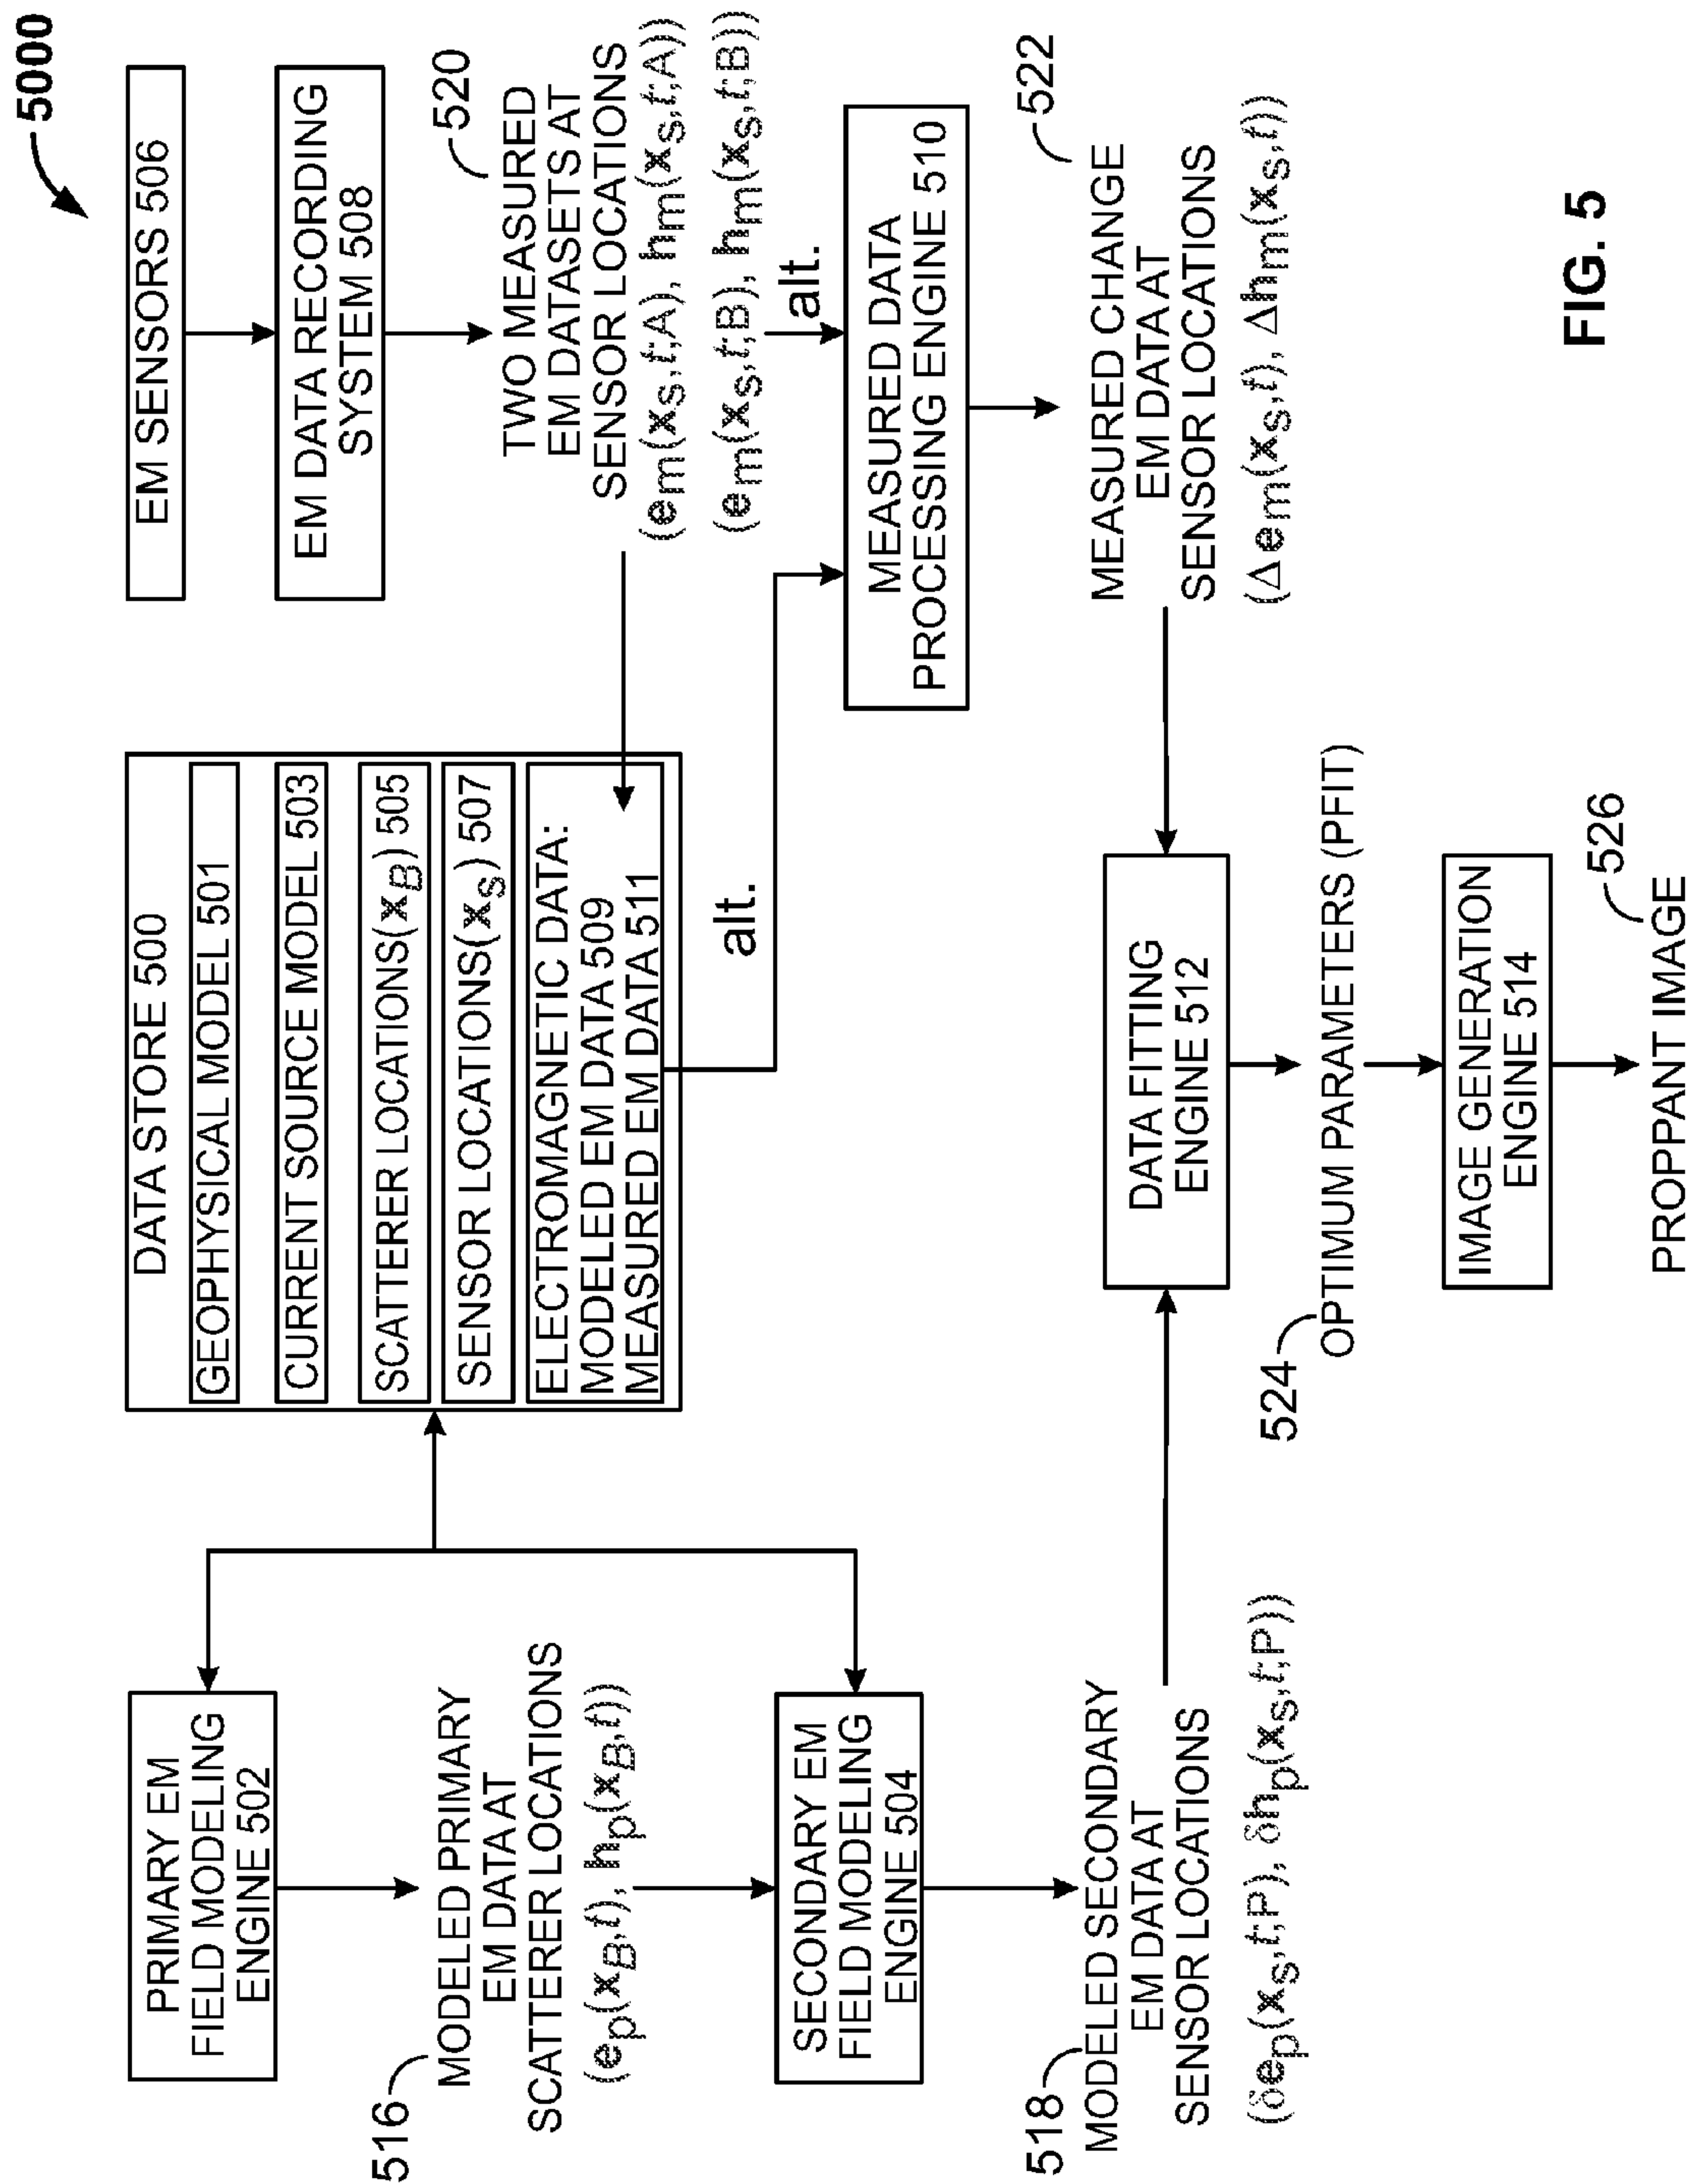 5000
PRIMARY EM
FIELD MODELING
ENGINE 502
516
MODELED PRIMARY
EM DATA AT
SCATTERER LOCATIONS
(eₚ(x_B,t), hₚ(x_B,t))
SECONDARY EM
FIELD MODELING
ENGINE 504
518
MODELED SECONDARY
EM DATA AT
SENSOR LOCATIONS
(δeₚ(xₛ,t;P), δhₚ(xₛ,t;P))
DATA STORE 500
GEOPHYSICAL MODEL 501
CURRENT SOURCE MODEL 503
SCATTERER LOCATIONS(x_B) 505
SENSOR LOCATIONS(xₛ) 507
ELECTROMAGNETIC DATA:
MODELED EM DATA 509
MEASURED EM DATA 511
alt.
EM SENSORS 506
EM DATA RECORDING
SYSTEM 508
520
TWO MEASURED
EM DATASETS AT
SENSOR LOCATIONS
(eₘ(xₛ,t;A), hₘ(xₛ,t;A))
(eₘ(xₛ,t;B), hₘ(xₛ,t;B))
alt.
MEASURED DATA
PROCESSING ENGINE 510
522
MEASURED CHANGE
EM DATA AT
SENSOR LOCATIONS
(Δeₘ(xₛ,t), Δhₘ(xₛ,t))
DATA FITTING
ENGINE 512
524
OPTIMUM PARAMETERS (PFIT)
IMAGE GENERATION
ENGINE 514
526
PROPPANT IMAGE
FIG. 5